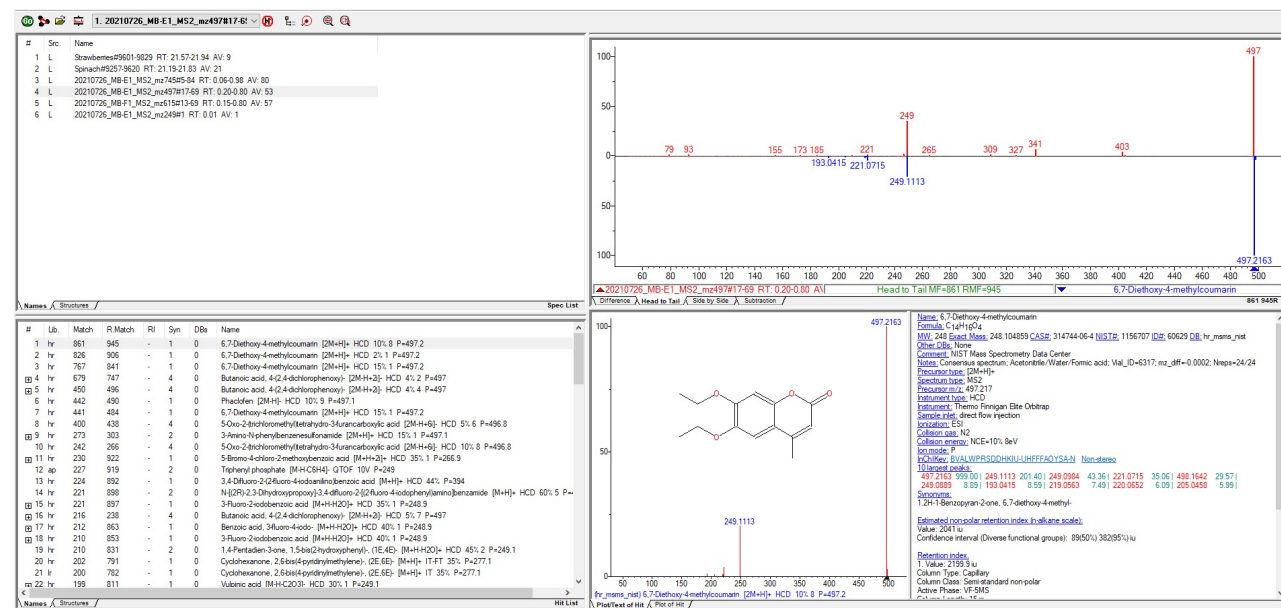 1. 20210726_MB-E1_MS2_mz497#17-6
# Src. Name
1 L Strawberries#9601-9829 RT: 21.57-21.94 AV: 9
2 L Spinach#9257-9620 RT: 21.19-21.83 AV: 21
3 L 20210726_MB-E1_MS2_mz745#5-84 RT: 0.06-0.98 AV: 80
4 L 20210726_MB-E1_MS2_mz497#17-69 RT: 0.20-0.80 AV: 53
5 L 20210726_MB-F1_MS2_mz615#13-69 RT: 0.15-0.80 AV: 57
6 L 20210726_MB-E1_MS2_mz249#1 RT: 0.01 AV: 1
Names Structures Spec List
# Lib. Match R.Match RI Syn DBs Name
1 hr 861 945 - 1 0 6,7-Diethoxy-4-methylcoumarin [2M+H]+ HCD 10% 8 P=497.2
2 hr 826 906 - 1 0 6,7-Diethoxy-4-methylcoumarin [2M+H]+ HCD 2% 1 P=497.2
3 hr 767 841 - 1 0 6,7-Diethoxy-4-methylcoumarin [2M+H]+ HCD 15% 1 P=497.2
4 hr 679 747 - 4 0 Butanoic acid, 4-(2,4-dichlorophenoxy)- [2M-H+2i]- HCD 4% 2 P=497
5 hr 450 496 - 4 0 Butanoic acid, 4-(2,4-dichlorophenoxy)- [2M-H+2i]- HCD 4% 4 P=497
6 hr 442 490 - 1 0 Phaclofen [2M-H]- HCD 10% 9 P=497.1
7 hr 441 484 - 1 0 6,7-Diethoxy-4-methylcoumarin [2M+H]+ HCD 15% 1 P=497.2
8 hr 400 438 - 4 0 5-Oxo-2-(trichloromethyl)tetrahydro-3-furancarboxylic acid [2M-H+6i]- HCD 5% 6 P=496.8
9 hr 273 303 - 2 0 3-Amino-N-phenylbenzenesulfonamide [2M+H]+ HCD 15% 1 P=497.1
10 hr 242 266 - 4 0 5-Oxo-2-(trichloromethyl)tetrahydro-3-furancarboxylic acid [2M-H+6i]- HCD 10% 8 P=496.8
11 hr 230 922 - 1 0 5-Bromo-4-chloro-2-methoxybenzoic acid [M+H+2i]+ HCD 35% 1 P=266.9
12 ap 227 919 - 2 0 Triphenyl phosphate [M-H-C6H4]- QTOF 10V P=249
13 hr 224 892 - 1 0 3,4-Difluoro-2-(2-fluoro-4-iodoanilino)benzoic acid [M+H]+ HCD 44% P=394
14 hr 221 898 - 2 0 N-{(2R)-2,3-Dihydroxypropoxy}-3,4-difluoro-2-[(2-fluoro-4-iodophenyl)amino]benzamide [M+H]+ HCD 60% 5 P=
15 hr 221 897 - 1 0 3-Fluoro-2-iodobenzoic acid [M+H-H2O]+ HCD 35% 1 P=248.9
16 hr 216 238 - 4 0 Butanoic acid, 4-(2,4-dichlorophenoxy)- [2M-H+2i]- HCD 5% 7 P=497
17 hr 212 863 - 1 0 Benzoic acid, 3-fluoro-4-iodo- [M+H-H2O]+ HCD 40% 1 P=248.9
18 hr 210 853 - 1 0 3-Fluoro-2-iodobenzoic acid [M+H-H2O]+ HCD 40% 1 P=248.9
19 hr 210 831 - 2 0 1,4-Pentadien-3-one, 1,5-bis(2-hydroxyphenyl)-, (1E,4E)- [M+H-H2O]+ HCD 45% 2 P=249.1
20 hr 202 791 - 1 0 Cyclohexanone, 2,6-bis(4-pyridinylmethylene)-, (2E,6E)- [M+H]+ IT-FT 35% P=277.1
21 lr 200 782 - 1 0 Cyclohexanone, 2,6-bis(4-pyridinylmethylene)-, (2E,6E)- [M+H]+ IT 35% P=277.1
22 hr 199 811 - 1 0 Vulpinic acid [M-H-C2O3]- HCD 30% 1 P=249.1
Names Structures Hit List
100
50
0
50
100
79 93 155 173 185 221 249 265 309 327 341 403 497
193.0415 221.0715 249.1113 497.2163
60 80 100 120 140 160 180 200 220 240 260 280 300 320 340 360 380 400 420 440 460 480 500
20210726_MB-E1_MS2_mz497#17-69 RT: 0.20-0.80 AV Head to Tail MF=861 RMF=945 6,7-Diethoxy-4-methylcoumarin
Difference Head to Tail Side by Side Subtraction 861 945R
100
50
0
497.2163
249.1113
O O O
O
50 100 150 200 250 300 350 400 450 500
(hr_msms_nist) 6,7-Diethoxy-4-methylcoumarin [2M+H]+ HCD 10% 8 P=497.2
Plot/Text of Hit Plot of Hit
Name: 6,7-Diethoxy-4-methylcoumarin
Formula: C14H16O4
MW: 248 Exact Mass: 248.104859 CAS#: 314744-06-4 NIST#: 1156707 ID#: 60629 DB: hr_msms_nist
Other DBs: None
Comment: NIST Mass Spectrometry Data Center
Notes: Consensus spectrum; Acetonitrile/Water/Formic acid; Vial_ID=6317; mz_diff=-0.0002; Nreps=24/24
Precursor type: [2M+H]+
Spectrum type: MS2
Precursor m/z: 497.217
Instrument type: HCD
Instrument: Thermo Finnigan Elite Orbitrap
Sample inlet: direct flow injection
Ionization: ESI
Collision gas: N2
Collision energy: NCE=10% 8eV
Ion mode: P
InChIKey: BVALWPRSDDHKIU-UHFFFAOYSA-N Non-stereo
10 largest peaks:
497.2163 999.00 | 249.1113 201.40 | 249.0984 43.36 | 221.0715 35.06 | 498.1642 29.57 |
249.0889 8.89 | 193.0415 8.59 | 219.0563 7.49 | 220.0652 6.09 | 205.0458 5.99 |
Synonyms:
1.2H-1-Benzopyran-2-one, 6,7-diethoxy-4-methyl-
Estimated non-polar retention index (n-alkane scale):
Value: 2041 iu
Confidence interval (Diverse functional groups): 89(50%) 382(95%) iu
Retention index.
1. Value: 2199.9 iu
Column Type: Capillary
Column Class: Semi-standard non-polar
Active Phase: VF-5MS